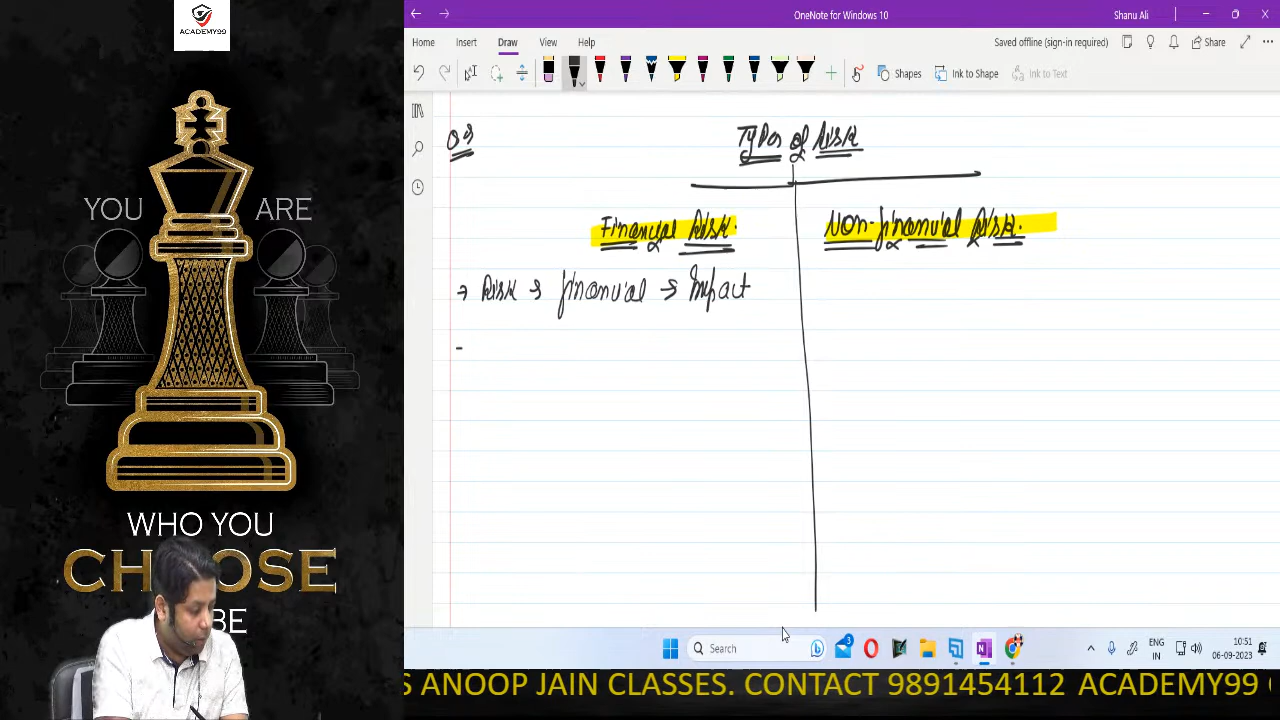 ACADEMY99
YOU ARE
WHO YOU
CHOOSE
BE
OneNote for Windows 10
Shanu Ali
Home Insert Draw View Help
Saved offline (sign-in required)
Share
Shapes
Ink to Shape
Ink to Text
Types of Risk
Financial Risk.
Non-financial Risk.
→ Risk → financial → Impact
-
Search
3
ENG
IN
10:51
06-09-2023
S ANOOP JAIN CLASSES. CONTACT 9891454112 ACADEMY99